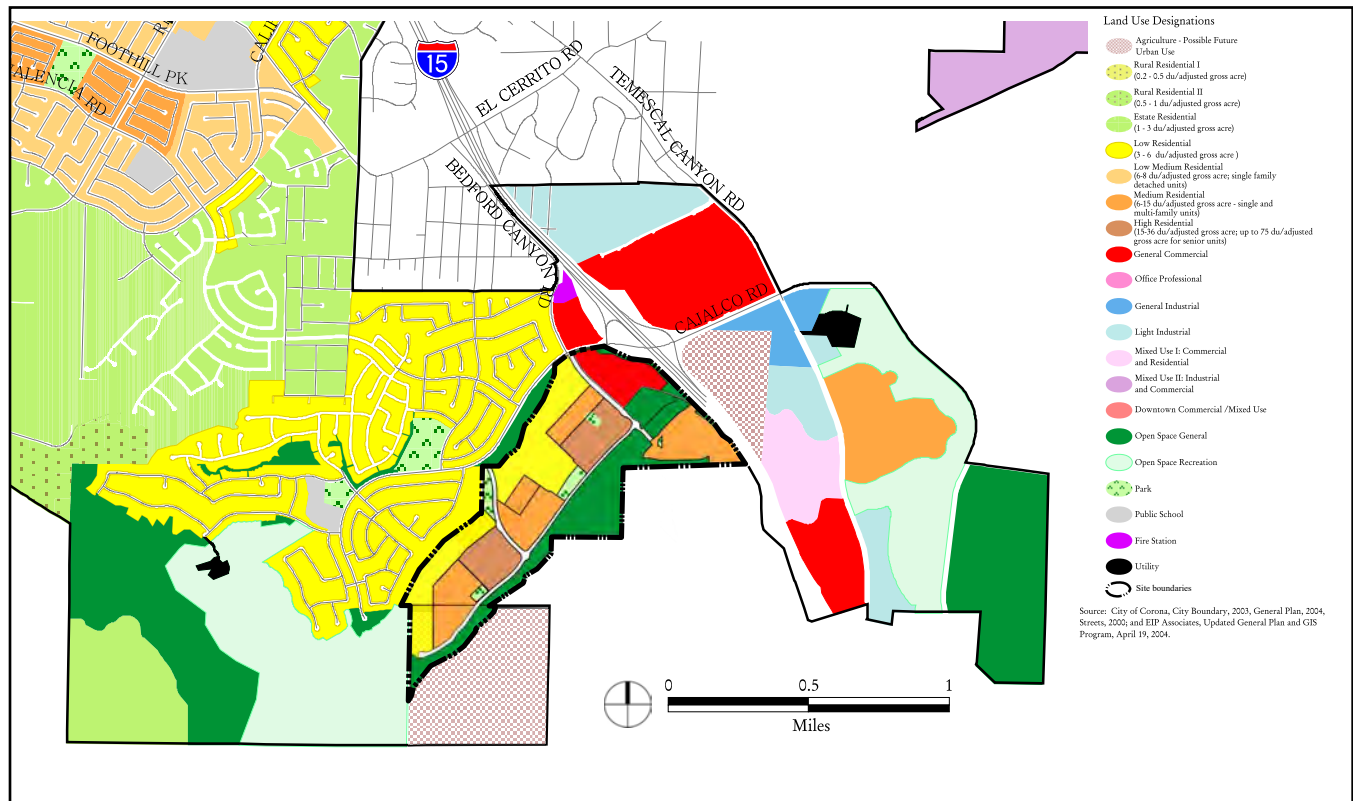 FOOTHILL PK
15
EL CERRITO RD
TEMESCAL CANYON RD
BEDFORD CANYON RD
CAJALCO RD
0 0.5 1
Miles
Land Use Designations
Agriculture - Possible Future
Urban Use
Rural Residential I
(0.2 - 0.5 du/adjusted gross acre)
Rural Residential II
(0.5 - 1 du/adjusted gross acre)
Estate Residential
(1 - 3 du/adjusted gross acre)
Low Residential
(3 - 6 du/adjusted gross acre )
Low Medium Residential
(6-8 du/adjusted gross acre; single family
detached units)
Medium Residential
(6-15 du/adjusted gross acre - single and
multi-family units)
High Residential
(15-36 du/adjusted gross acre; up to 75 du/adjusted
gross acre for senior units)
General Commercial
Office Professional
General Industrial
Light Industrial
Mixed Use I: Commercial
and Residential
Mixed Use II: Industrial
and Commercial
Downtown Commercial /Mixed Use
Open Space General
Open Space Recreation
Park
Public School
Fire Station
Utility
Site boundaries
Source: City of Corona, City Boundary, 2003, General Plan, 2004,
Streets, 2000; and EIP Associates, Updated General Plan and GIS
Program, April 19, 2004.